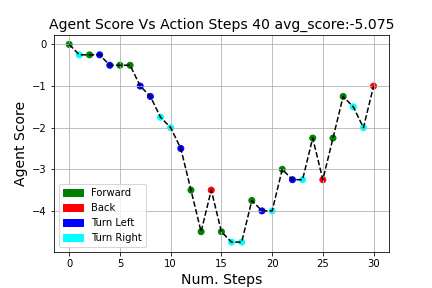 Agent Score Vs Action Steps 40 avg_score:-5.075
0
−1
−2
−3
−4
Agent Score
Forward
Back
Turn Left
Turn Right
0 5 10 15 20 25 30
Num. Steps